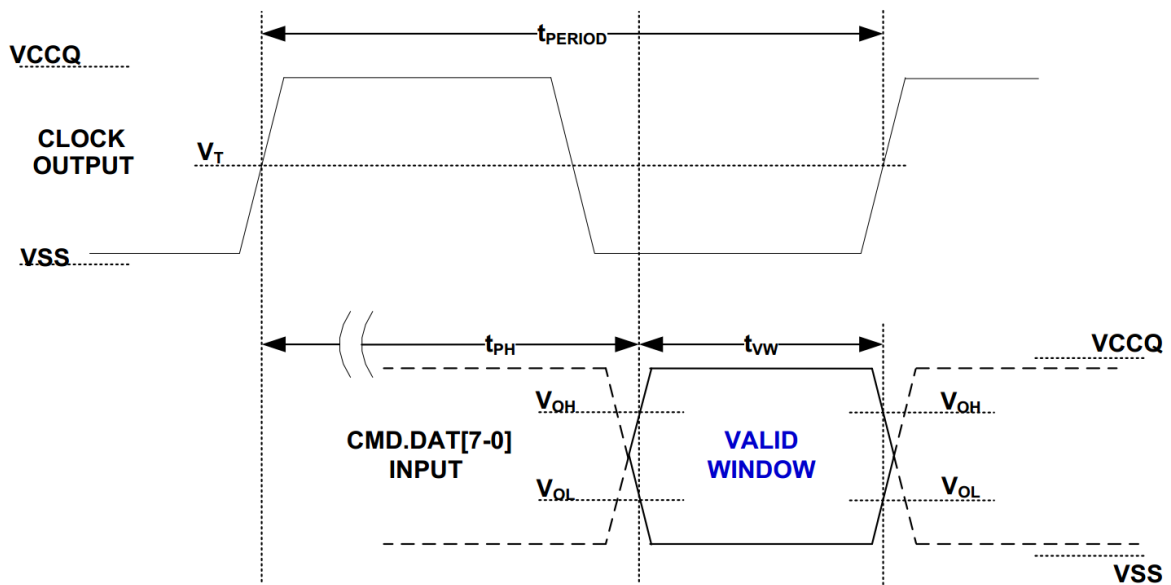 tPERIOD
VCCQ
CLOCK
OUTPUT
VT
VSS
tPH
tVW
VCCQ
VOH
VOH
CMD.DAT[7-0]
INPUT
VALID
WINDOW
VOL
VOL
VSS